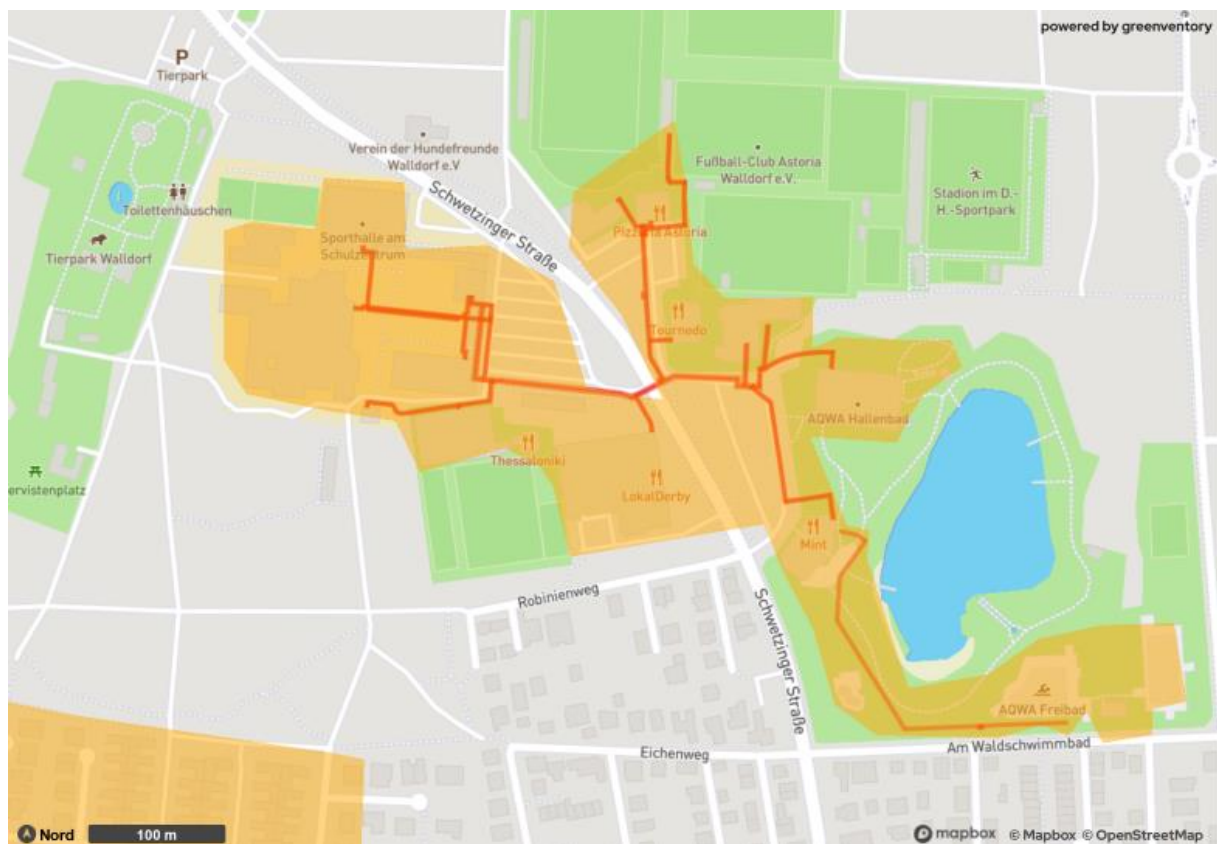 powered by greenventory
P
Tierpark
Verein der Hundefreunde
Walldorf e.V
Schwetzinger Straße
Fußball-Club Astoria
Walldorf e.V.
Stadion im D.-
H.-Sportpark
Toilettenhäuschen
Tierpark Walldorf
Sporthalle am
Schulzentrum
Pizzeria Astoria
Tournedo
AQWA Hallenbad
Thessaloniki
LokalDerby
ervistenplatz
Mint
Robinienweg
Schwetzinger Straße
AQWA Freibad
Eichenweg
Am Waldschwimmbad
Nord
100 m
mapbox
© Mapbox © OpenStreetMap